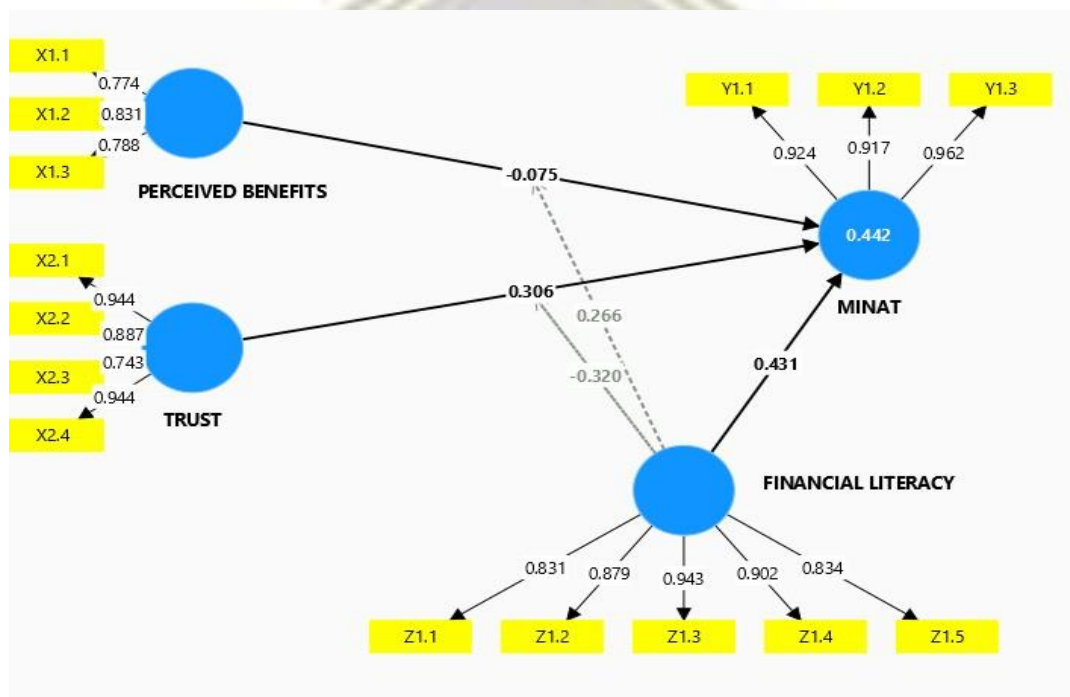 X1.1
0.774
X1.2
0.831
0.788
X1.3
PERCEIVED BENEFITS
Y1.1
Y1.2
Y1.3
0.924
0.917
0.962
-0.075
0.442
MINAT
X2.1
0.944
X2.2
0.887
0.743
X2.3
0.944
X2.4
TRUST
0.306
0.266
-0.320
0.431
FINANCIAL LITERACY
0.831
0.879
0.943
0.902
0.834
Z1.1
Z1.2
Z1.3
Z1.4
Z1.5